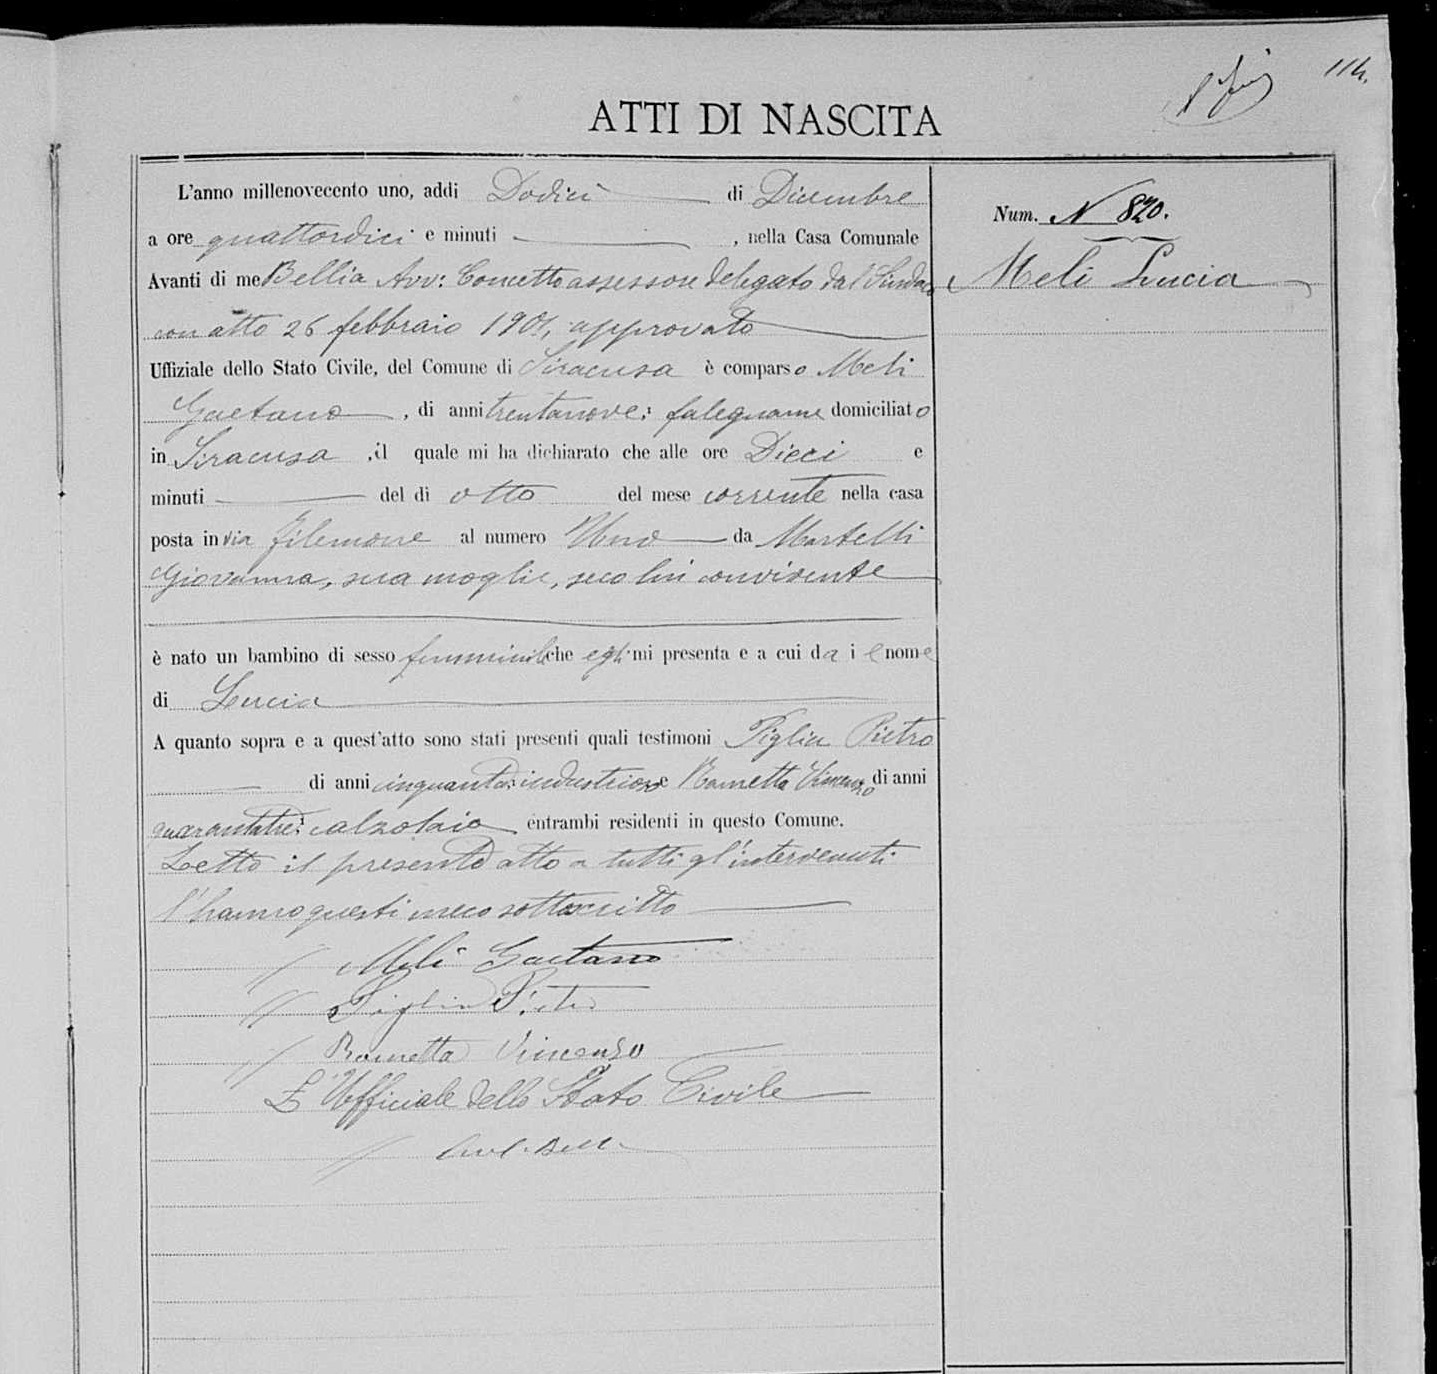 114.
ATTI DI NASCITA
Num. N 820.
Meli Lucia
L'anno millenovecento uno, addì Dodici di Dicembre
a ore quattordici e minuti , nella Casa Comunale
Avanti di me Bellia Avv: Concetto assessore delegato dal Sindaco
con atto 26 febbraio 1901, approvato
Uffiziale dello Stato Civile, del Comune di Siracusa è comparso Meli
Gaetano , di anni trentanove: falegname domiciliato
in Siracusa , il quale mi ha dichiarato che alle ore Dieci e
minuti del dì otto del mese corrente nella casa
posta in via Filemone al numero Uno da Martelli
Giovanna, sua moglie, seco lui convivente
è nato un bambino di sesso femminile che egli mi presenta e a cui da i l nome
di Lucia
A quanto sopra e a quest'atto sono stati presenti quali testimoni Piglia Pietro
di anni cinquanta: industrioso e Rametta Vincenzo di anni
quarantatre: calzolaio entrambi residenti in questo Comune.
Letto il presente atto a tutti gl'intervenuti
l'hanno questi meco sottoscritto
Meli Gaetano
Piglia Pietro
Rametta Vincenzo
L'Ufficiale dello Stato Civile